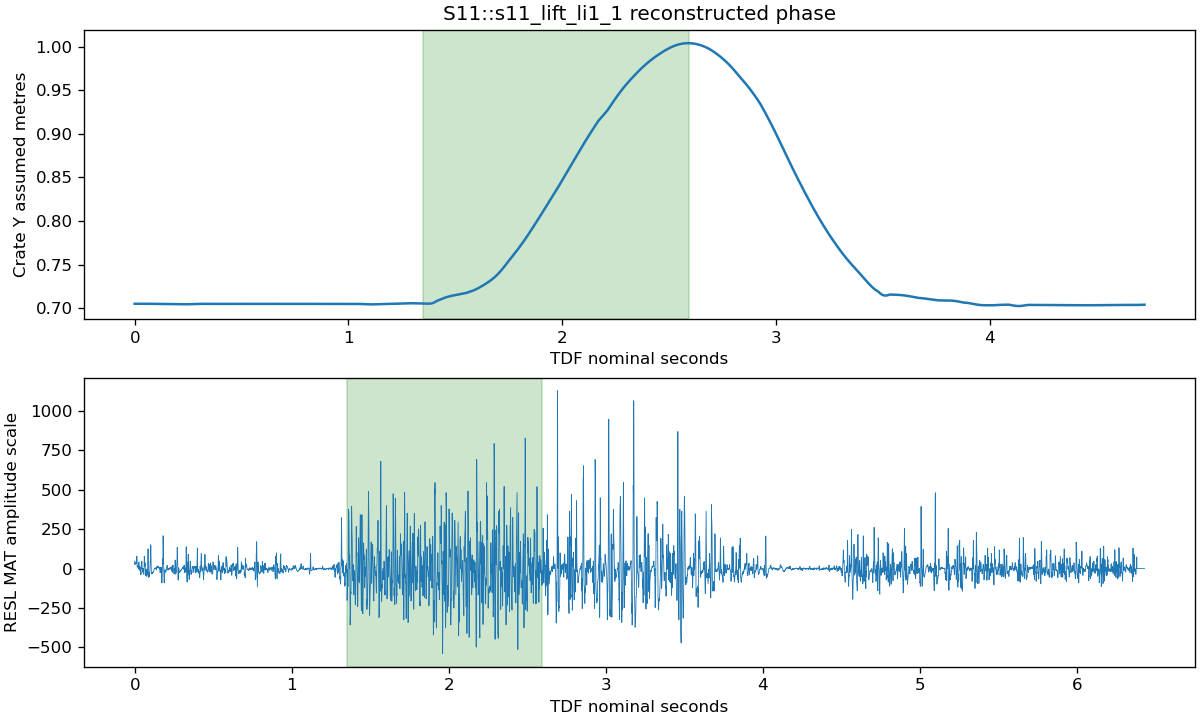 S11::s11_lift_li1_1 reconstructed phase
Crate Y assumed metres
1.00
0.95
0.90
0.85
0.80
0.75
0.70
0 1 2 3 4
TDF nominal seconds
RESL MAT amplitude scale
1000
750
500
250
0
−250
−500
0 1 2 3 4 5 6
TDF nominal seconds